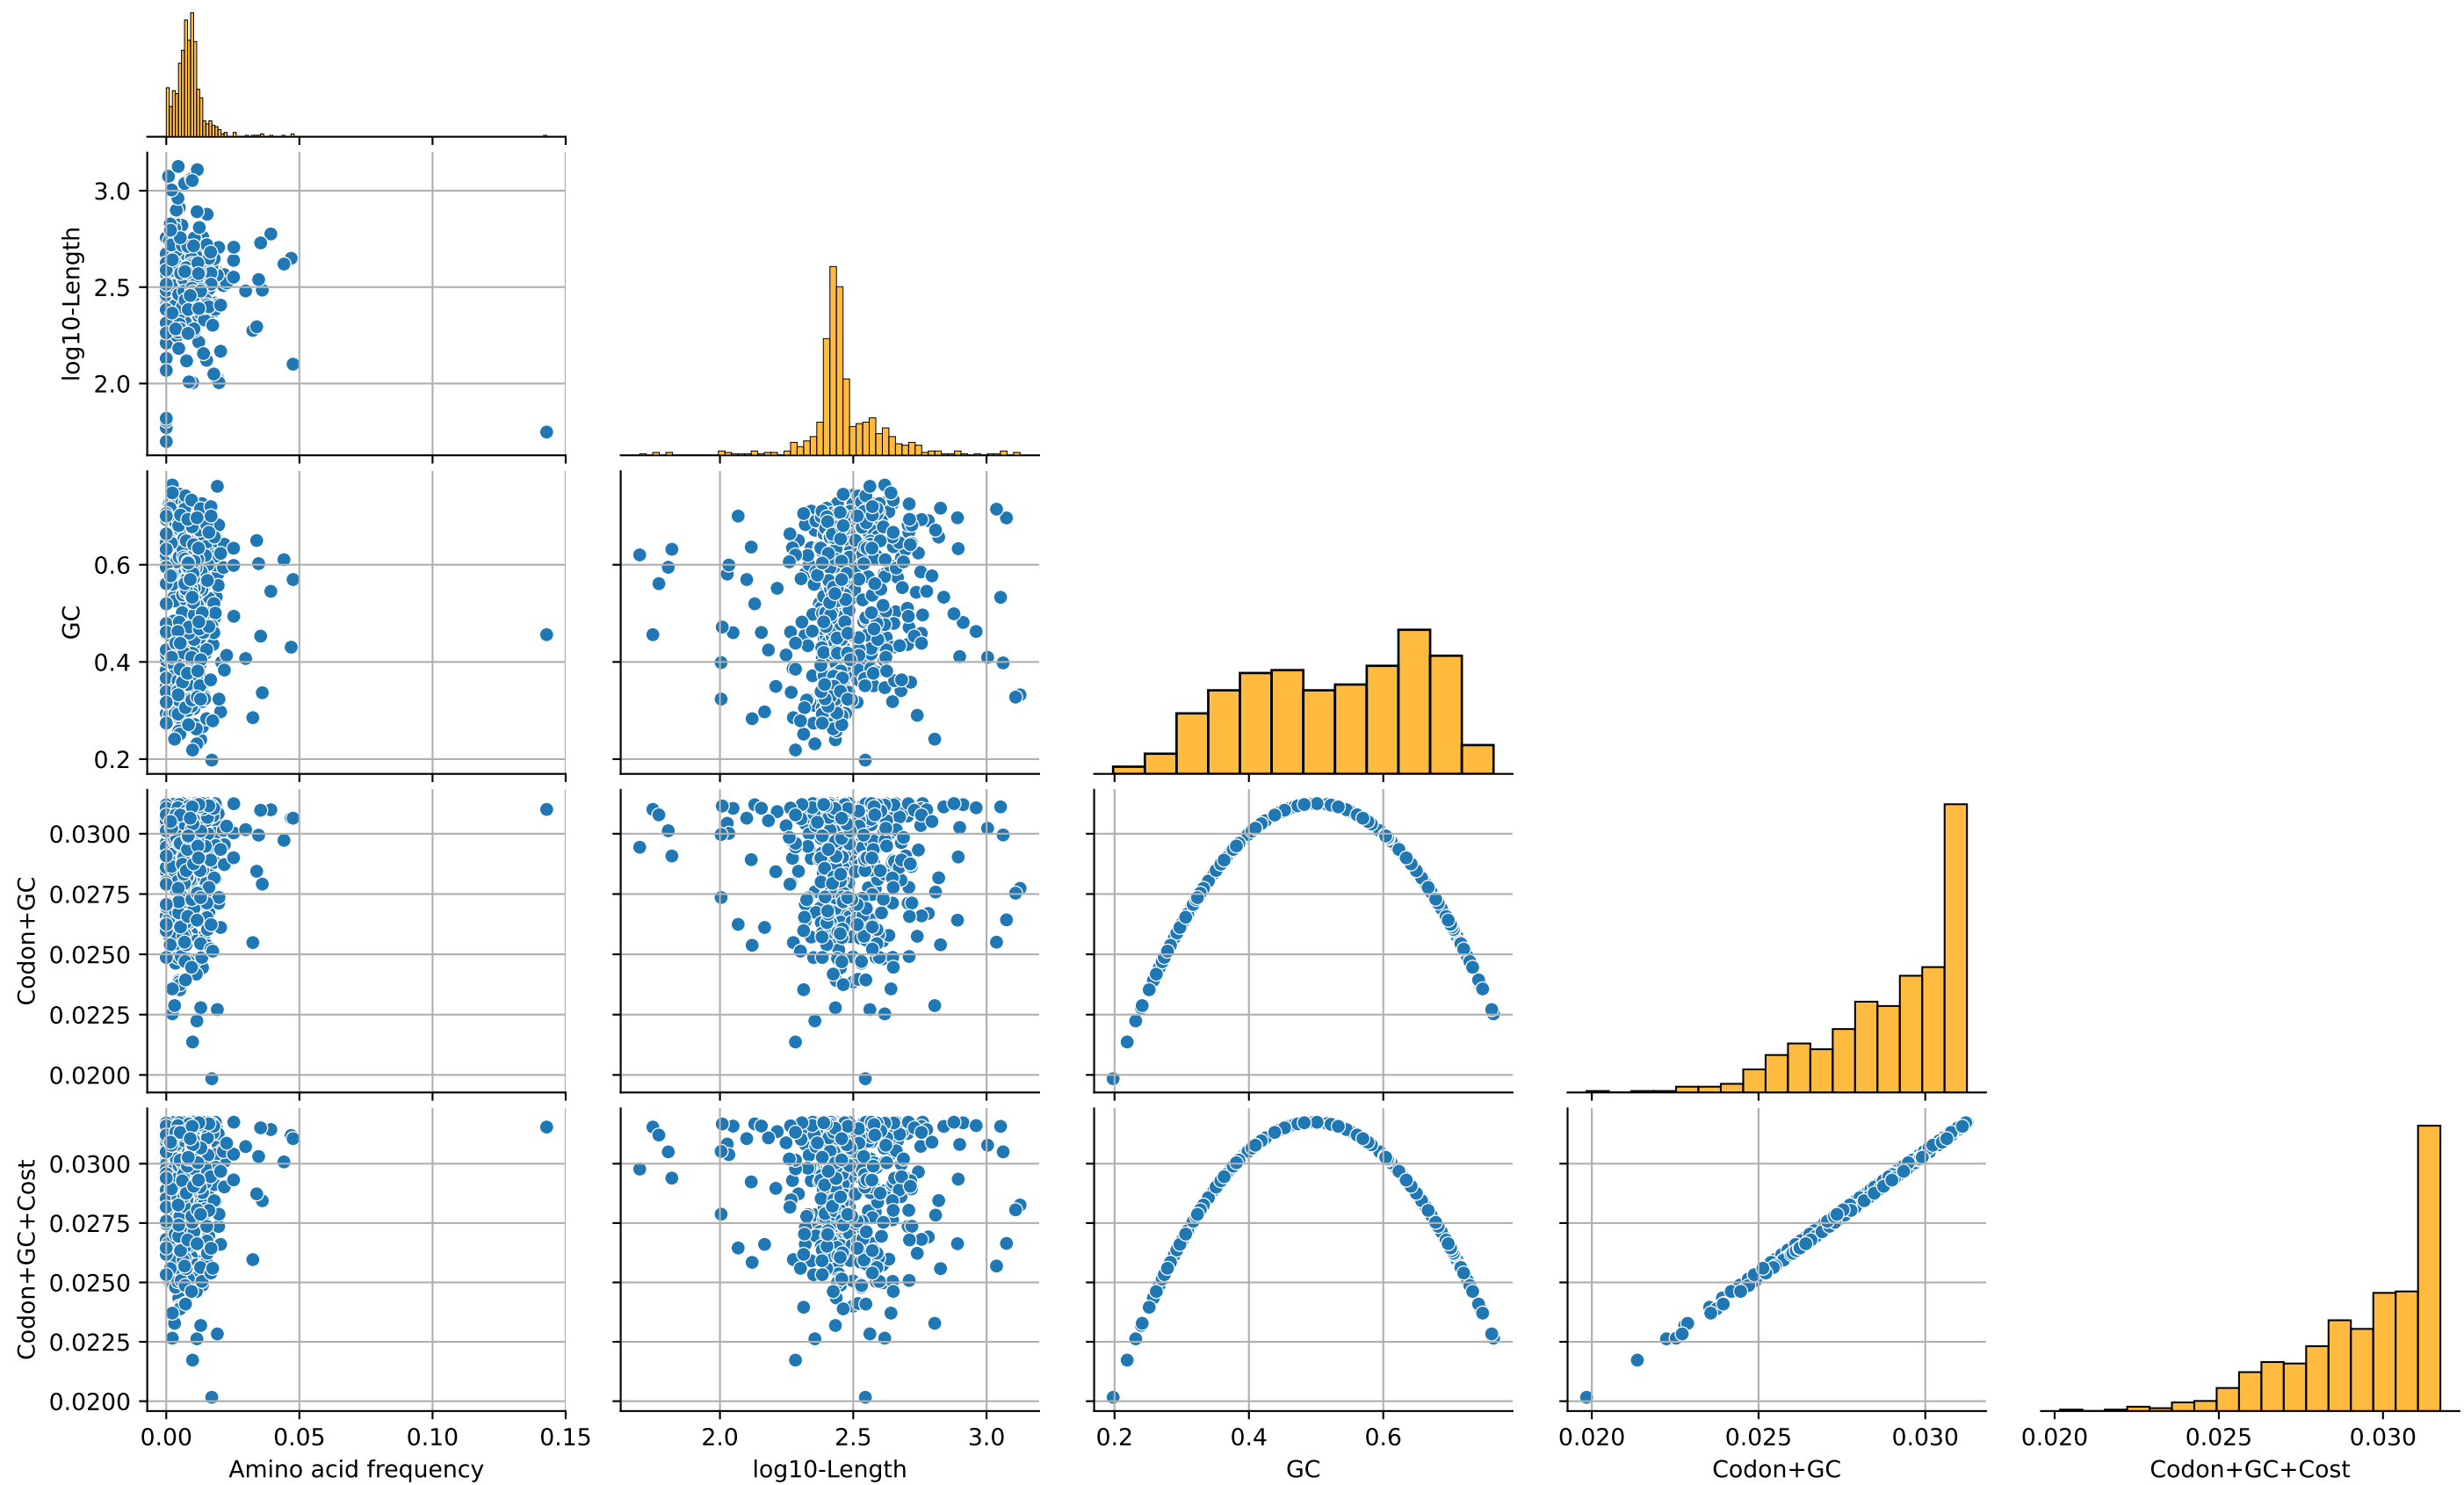 log10-Length
3.0
2.5
2.0
GC
0.6
0.4
0.2
Codon+GC
0.0300
0.0275
0.0250
0.0225
0.0200
Codon+GC+Cost
0.0300
0.0275
0.0250
0.0225
0.0200
0.00 0.05 0.10 0.15 2.0 2.5 3.0 0.2 0.4 0.6 0.020 0.025 0.030 0.020 0.025 0.030
Amino acid frequency log10-Length GC Codon+GC Codon+GC+Cost